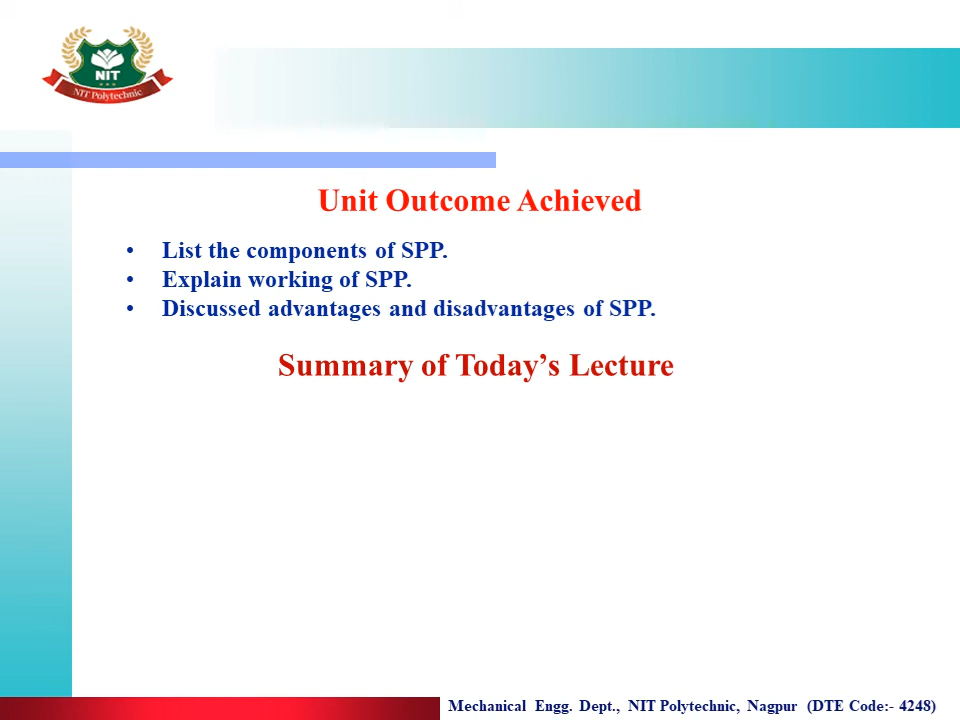 NIT
NIT Polytechnic
Unit Outcome Achieved
• List the components of SPP.
• Explain working of SPP.
• Discussed advantages and disadvantages of SPP.
Summary of Today’s Lecture
Mechanical Engg. Dept., NIT Polytechnic, Nagpur (DTE Code:- 4248)